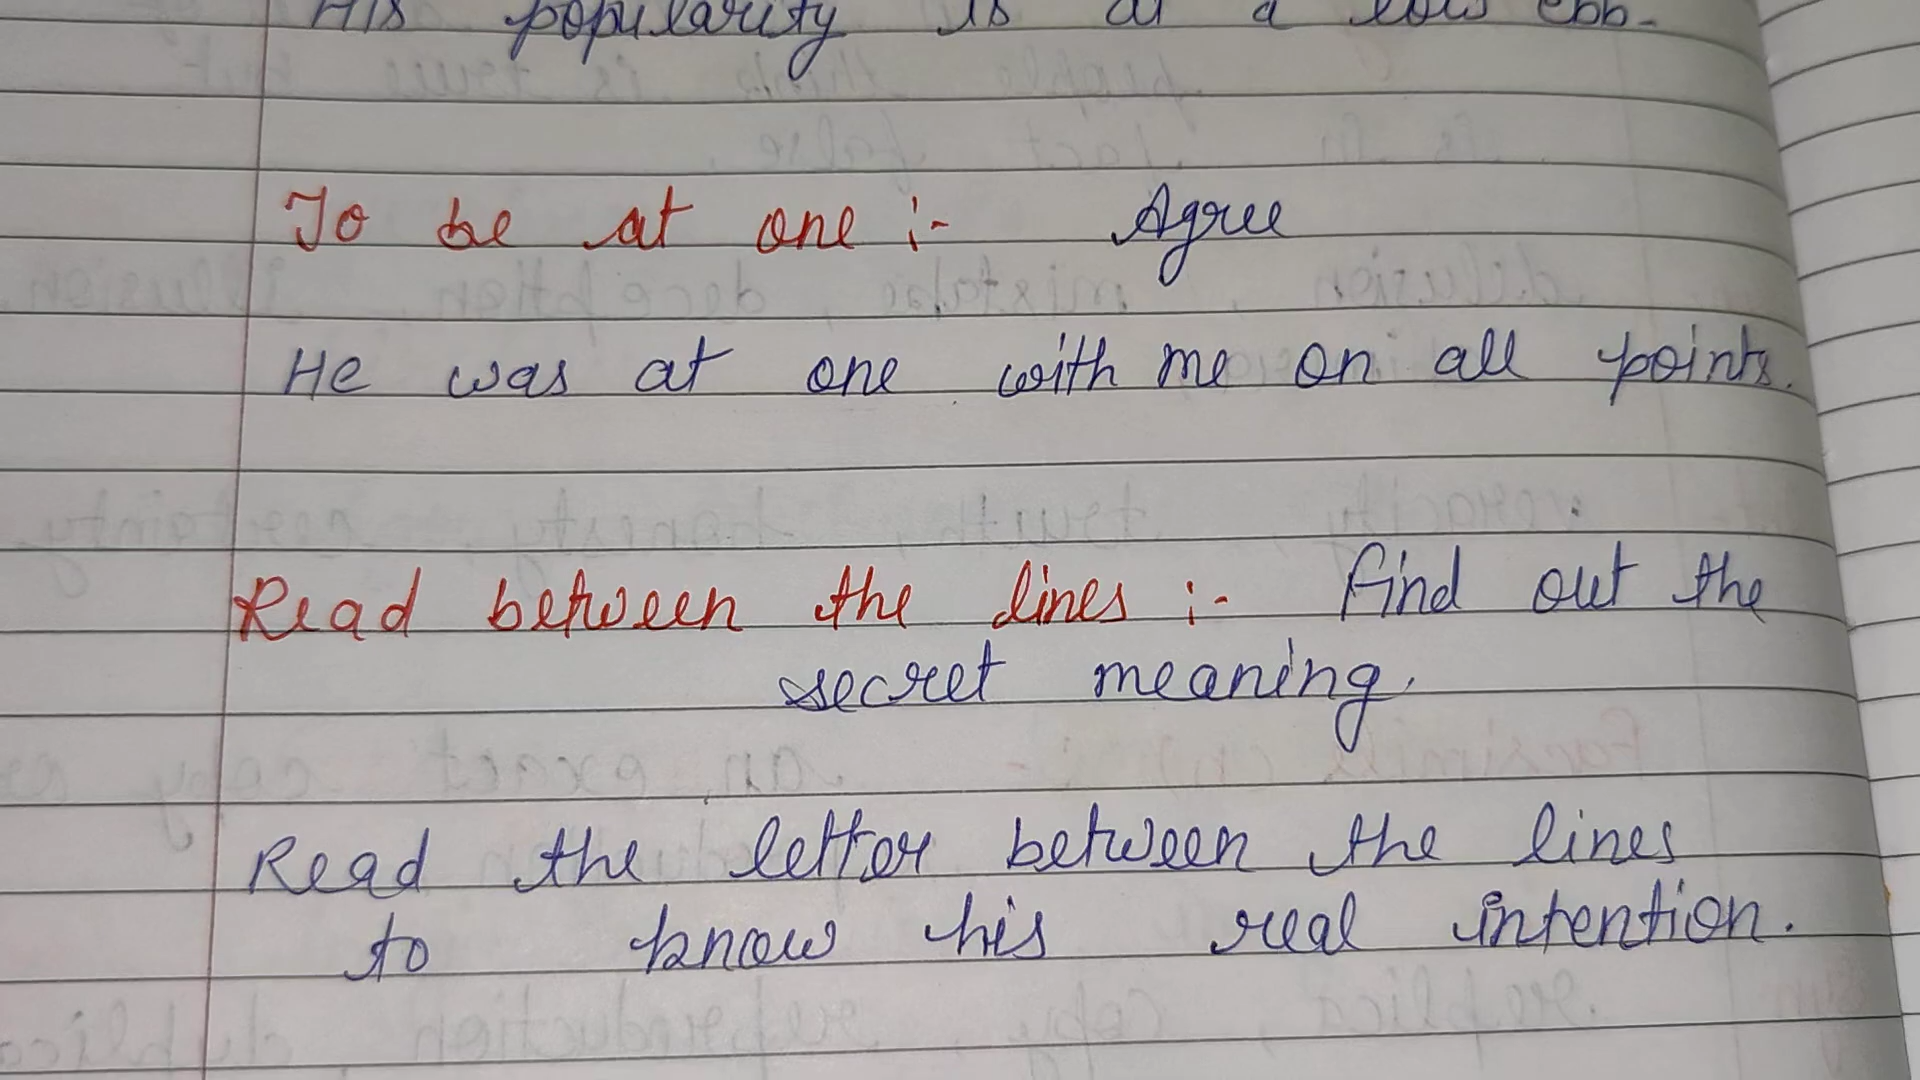 His popularity is at a low ebb.
To be at one :- Agree
He was at one with me on all points.
Read between the lines :- find out the
secret meaning.
Read the letter between the lines
to know his real intention.